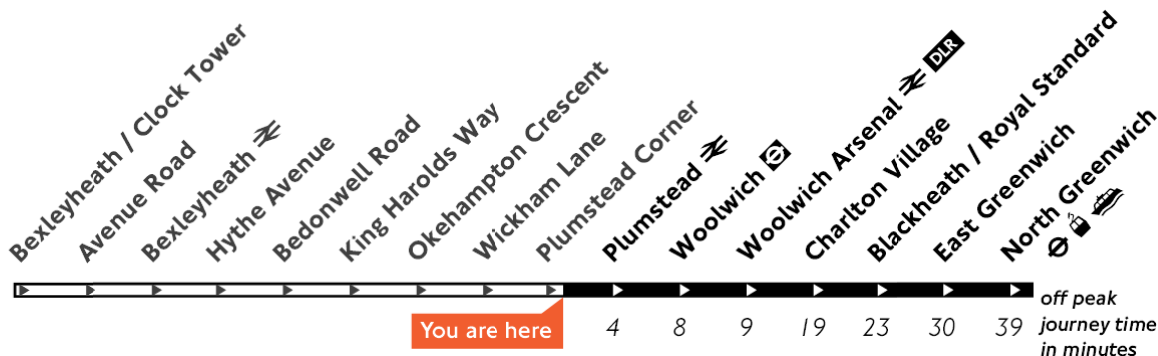 Bexleyheath / Clock Tower
Avenue Road
Bexleyheath
Hythe Avenue
Bedonwell Road
King Harolds Way
Okehampton Crescent
Wickham Lane
Plumstead Corner
Plumstead
Woolwich
Woolwich Arsenal DLR
Charlton Village
Blackheath / Royal Standard
East Greenwich
North Greenwich
You are here
4 8 9 19 23 30 39
off peak
journey time
in minutes